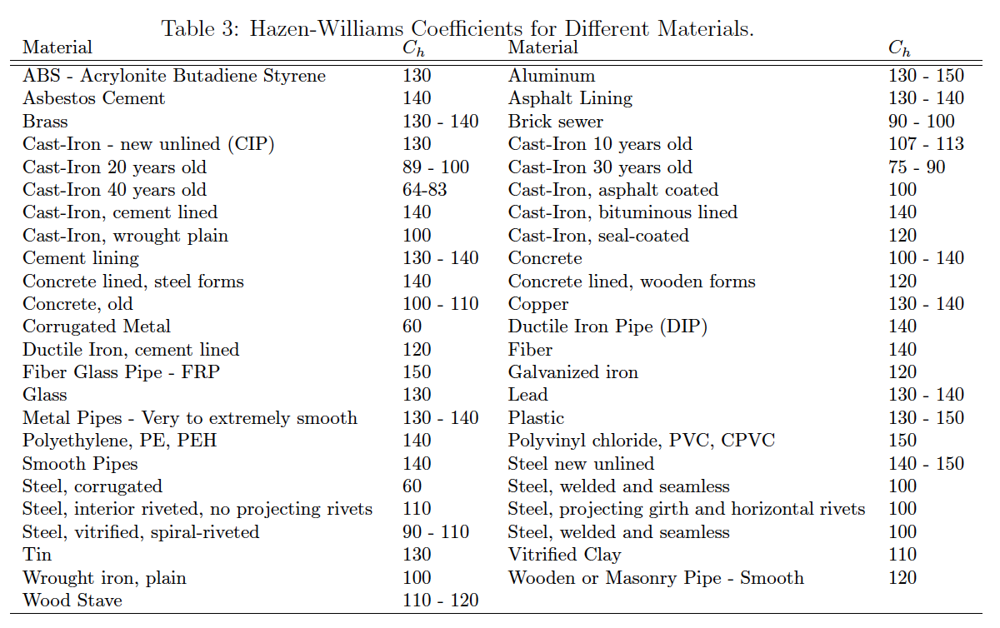 Table 3: Hazen-Williams Coefficients for Different Materials.
Material C_h Material C_h
ABS - Acrylonite Butadiene Styrene 130 Aluminum 130 - 150
Asbestos Cement 140 Asphalt Lining 130 - 140
Brass 130 - 140 Brick sewer 90 - 100
Cast-Iron - new unlined (CIP) 130 Cast-Iron 10 years old 107 - 113
Cast-Iron 20 years old 89 - 100 Cast-Iron 30 years old 75 - 90
Cast-Iron 40 years old 64-83 Cast-Iron, asphalt coated 100
Cast-Iron, cement lined 140 Cast-Iron, bituminous lined 140
Cast-Iron, wrought plain 100 Cast-Iron, seal-coated 120
Cement lining 130 - 140 Concrete 100 - 140
Concrete lined, steel forms 140 Concrete lined, wooden forms 120
Concrete, old 100 - 110 Copper 130 - 140
Corrugated Metal 60 Ductile Iron Pipe (DIP) 140
Ductile Iron, cement lined 120 Fiber 140
Fiber Glass Pipe - FRP 150 Galvanized iron 120
Glass 130 Lead 130 - 140
Metal Pipes - Very to extremely smooth 130 - 140 Plastic 130 - 150
Polyethylene, PE, PEH 140 Polyvinyl chloride, PVC, CPVC 150
Smooth Pipes 140 Steel new unlined 140 - 150
Steel, corrugated 60 Steel, welded and seamless 100
Steel, interior riveted, no projecting rivets 110 Steel, projecting girth and horizontal rivets 100
Steel, vitrified, spiral-riveted 90 - 110 Steel, welded and seamless 100
Tin 130 Vitrified Clay 110
Wrought iron, plain 100 Wooden or Masonry Pipe - Smooth 120
Wood Stave 110 - 120